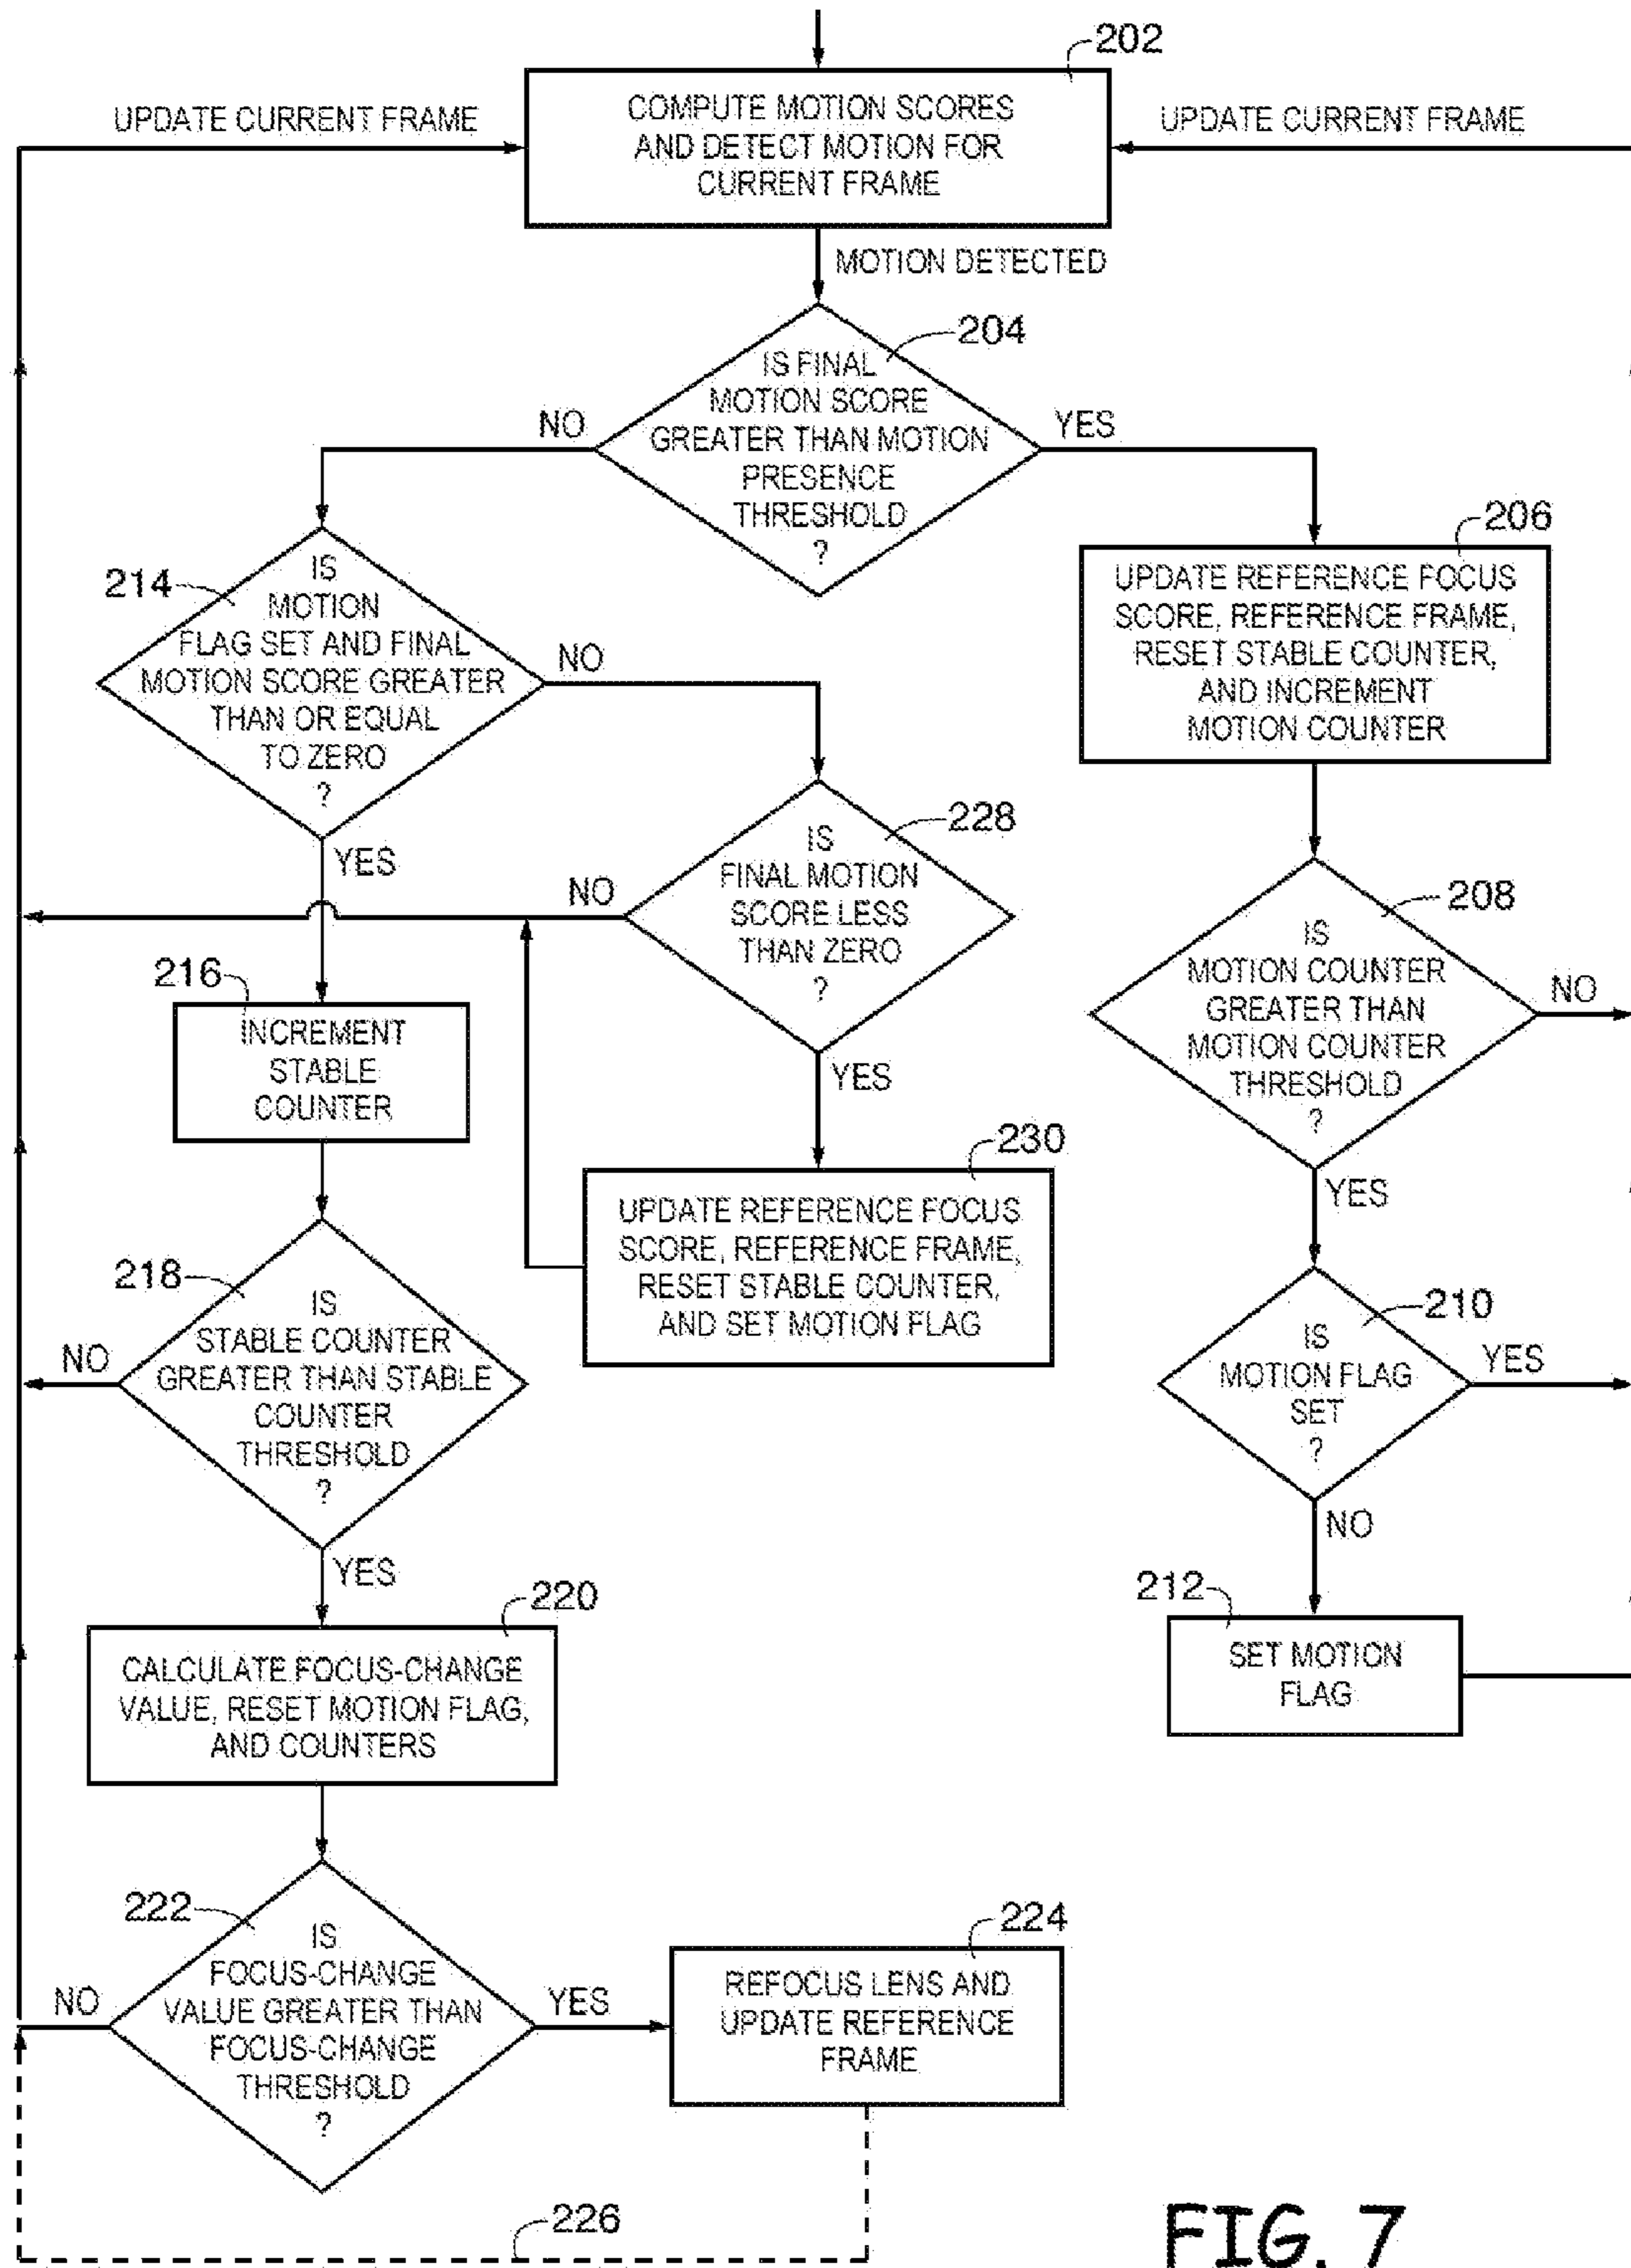 202
UPDATE CURRENT FRAME
COMPUTE MOTION SCORES
AND DETECT MOTION FOR
CURRENT FRAME
UPDATE CURRENT FRAME
MOTION DETECTED
204
IS FINAL
MOTION SCORE
GREATER THAN MOTION
PRESENCE
THRESHOLD
?
NO
YES
206
UPDATE REFERENCE FOCUS
SCORE, REFERENCE FRAME,
RESET STABLE COUNTER,
AND INCREMENT
MOTION COUNTER
214
IS
MOTION
FLAG SET AND FINAL
MOTION SCORE GREATER
THAN OR EQUAL
TO ZERO
?
NO
YES
228
IS
FINAL MOTION
SCORE LESS
THAN ZERO
?
NO
YES
208
IS
MOTION COUNTER
GREATER THAN
MOTION COUNTER
THRESHOLD
?
NO
YES
216
INCREMENT
STABLE
COUNTER
230
UPDATE REFERENCE FOCUS
SCORE, REFERENCE FRAME,
RESET STABLE COUNTER,
AND SET MOTION FLAG
218
IS
STABLE COUNTER
GREATER THAN STABLE
COUNTER
THRESHOLD
?
NO
YES
210
IS
MOTION FLAG
SET
?
YES
NO
212
SET MOTION
FLAG
220
CALCULATE FOCUS-CHANGE
VALUE, RESET MOTION FLAG,
AND COUNTERS
222
IS
FOCUS-CHANGE
VALUE GREATER THAN
FOCUS-CHANGE
THRESHOLD
?
NO
YES
224
REFOCUS LENS AND
UPDATE REFERENCE
FRAME
226
FIG. 7